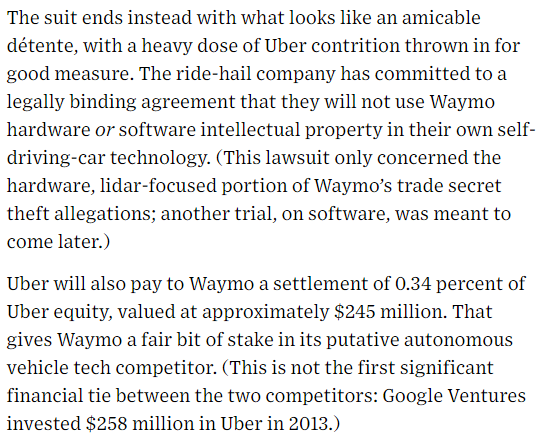 The suit ends instead with what looks like an amicable
détente, with a heavy dose of Uber contrition thrown in for
good measure. The ride-hail company has committed to a
legally binding agreement that they will not use Waymo
hardware or software intellectual property in their own self-
driving-car technology. (This lawsuit only concerned the
hardware, lidar-focused portion of Waymo’s trade secret
theft allegations; another trial, on software, was meant to
come later.)
Uber will also pay to Waymo a settlement of 0.34 percent of
Uber equity, valued at approximately $245 million. That
gives Waymo a fair bit of stake in its putative autonomous
vehicle tech competitor. (This is not the first significant
financial tie between the two competitors: Google Ventures
invested $258 million in Uber in 2013.)